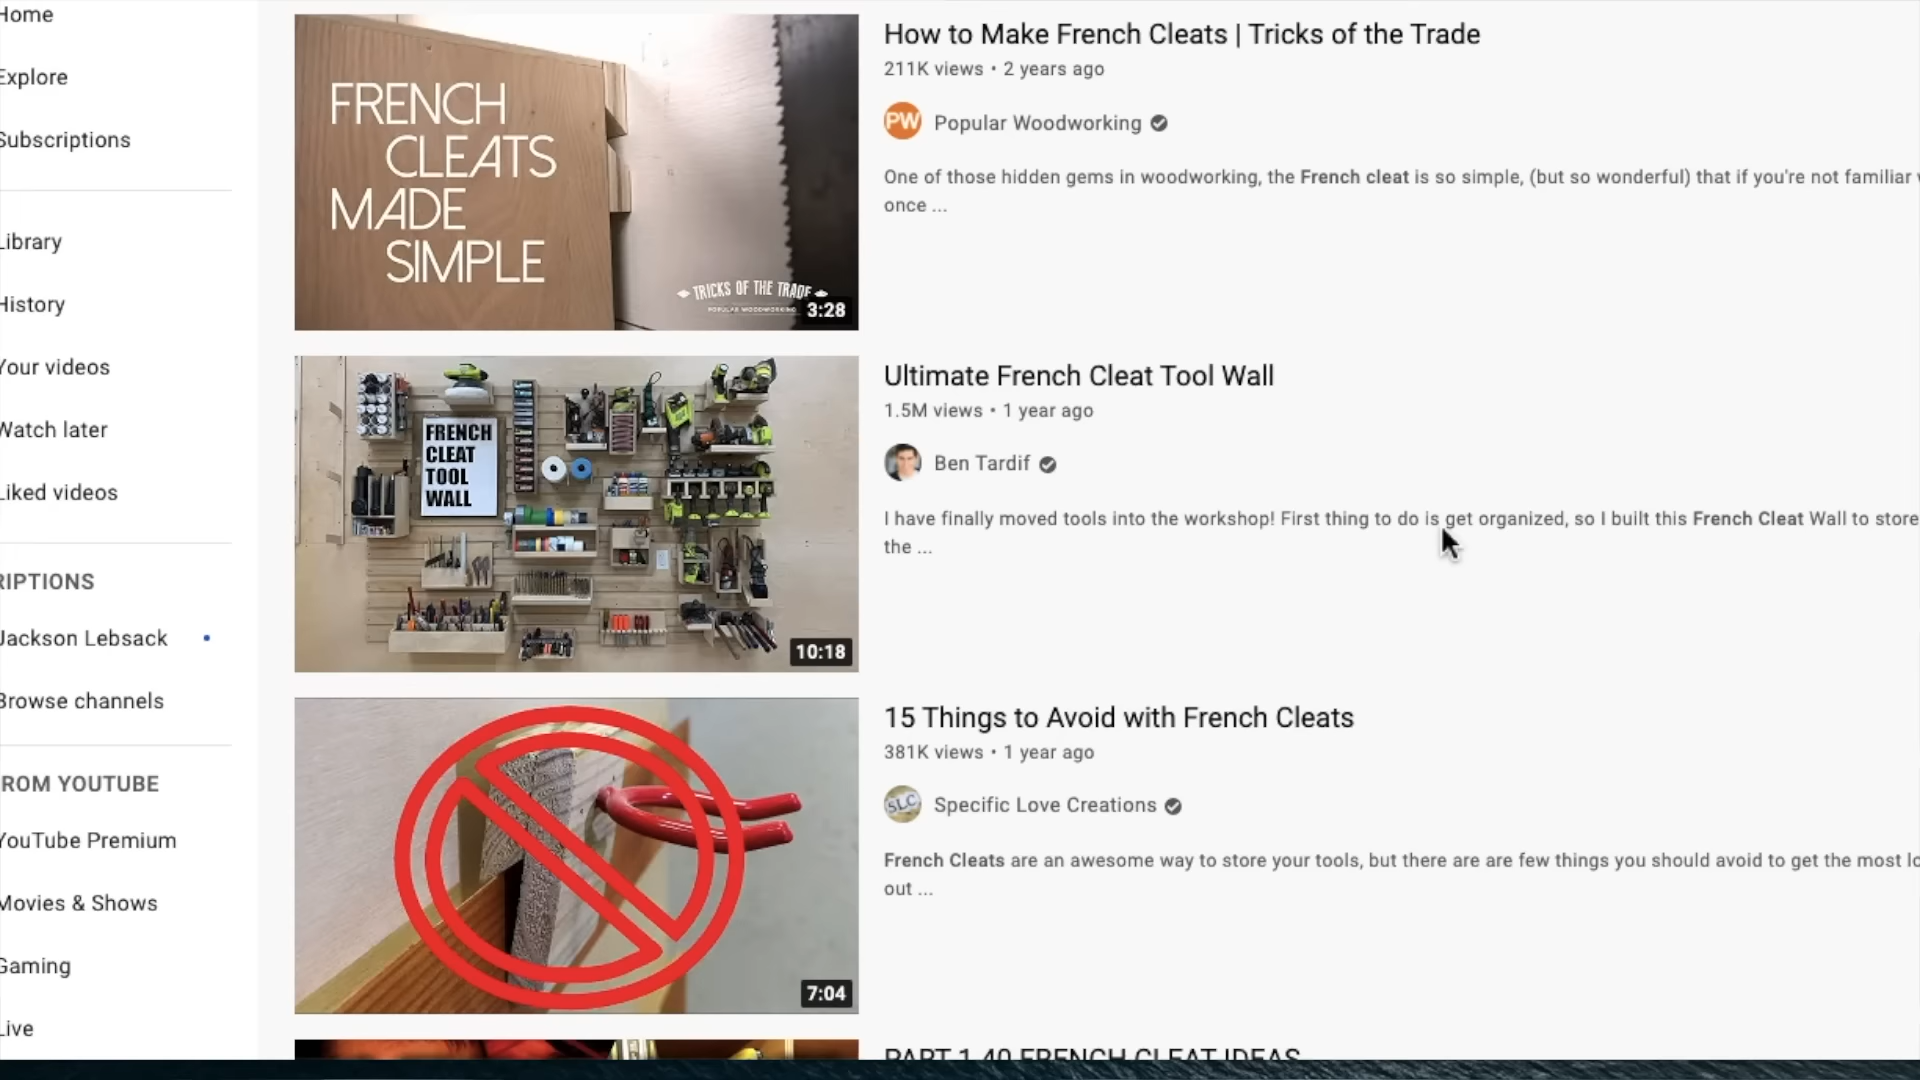 Home
Explore
Subscriptions
Library
History
Your videos
Watch later
Liked videos
RIPTIONS
Jackson Lebsack
Browse channels
ROM YOUTUBE
YouTube Premium
Movies & Shows
Gaming
Live
FRENCH
CLEATS
MADE
SIMPLE
TRICKS OF THE TRADE
POPULAR WOODWORKING
3:28
How to Make French Cleats | Tricks of the Trade
211K views • 2 years ago
PW
Popular Woodworking
One of those hidden gems in woodworking, the French cleat is so simple, (but so wonderful) that if you're not familiar
once ...
FRENCH
CLEAT
TOOL
WALL
10:18
Ultimate French Cleat Tool Wall
1.5M views • 1 year ago
Ben Tardif
I have finally moved tools into the workshop! First thing to do is get organized, so I built this French Cleat Wall to store
the ...
7:04
15 Things to Avoid with French Cleats
381K views • 1 year ago
SLC
Specific Love Creations
French Cleats are an awesome way to store your tools, but there are are few things you should avoid to get the most
out ...
PART 1 40 FRENCH CLEAT IDEAS